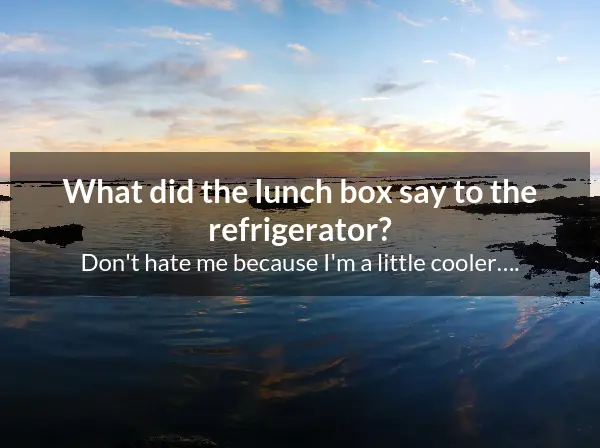 What did the lunch box say to the
refrigerator?
Don't hate me because I'm a little cooler....